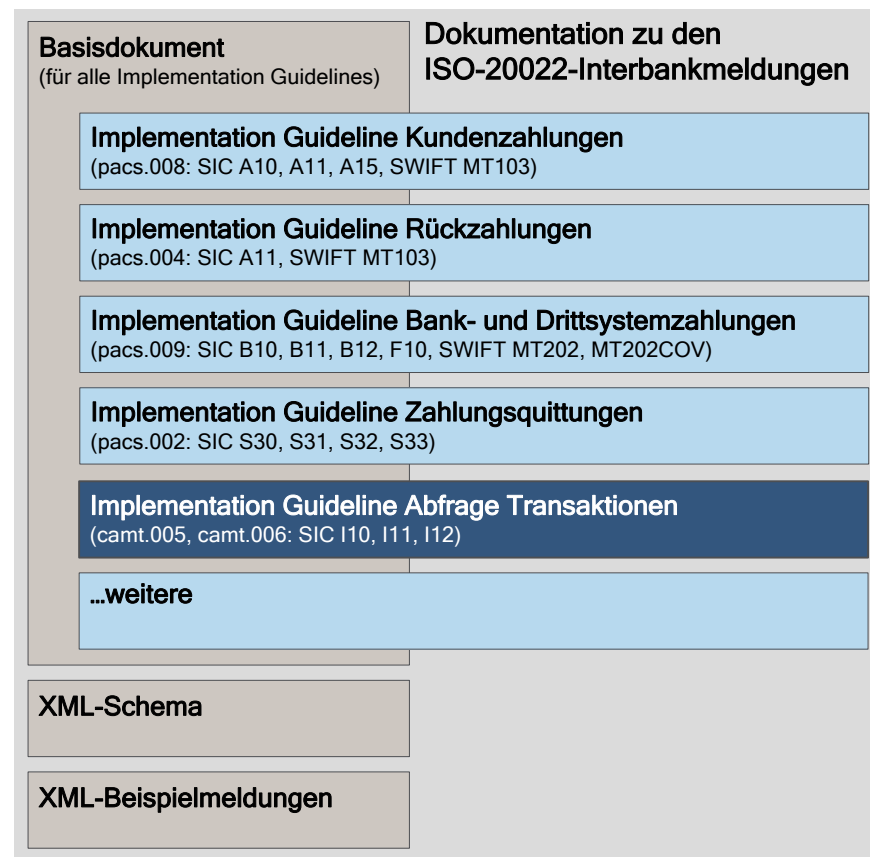 Basisdokument
(für alle Implementation Guidelines)
Dokumentation zu den
ISO-20022-Interbankmeldungen
Implementation Guideline Kundenzahlungen
(pacs.008: SIC A10, A11, A15, SWIFT MT103)
Implementation Guideline Rückzahlungen
(pacs.004: SIC A11, SWIFT MT103)
Implementation Guideline Bank- und Drittsystemzahlungen
(pacs.009: SIC B10, B11, B12, F10, SWIFT MT202, MT202COV)
Implementation Guideline Zahlungsquittungen
(pacs.002: SIC S30, S31, S32, S33)
Implementation Guideline Abfrage Transaktionen
(camt.005, camt.006: SIC I10, I11, I12)
...weitere
XML-Schema
XML-Beispielmeldungen